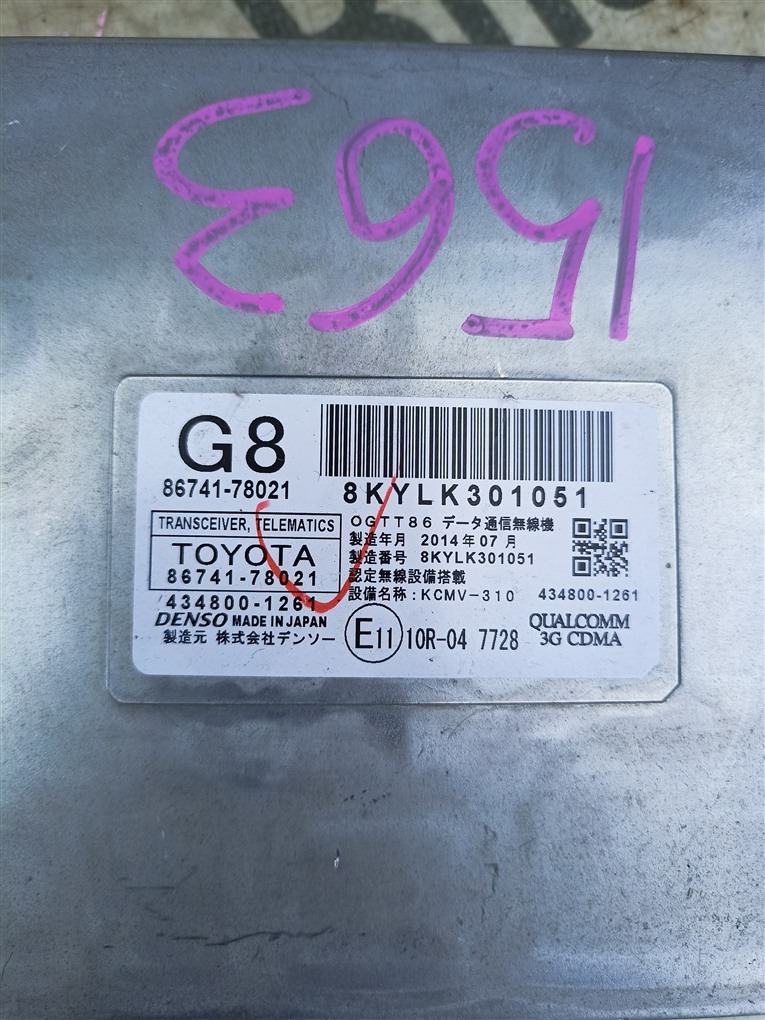 1563
G8
86741-78021
8KYLK301051
TRANSCEIVER, TELEMATICS
TOYOTA
86741-78021
434800-1261
DENSO MADE IN JAPAN
製造元 株式会社デンソー
OGTT86 データ通信無線機
製造年月 2014年07月
製造番号 8KYLK301051
認定無線設備搭載
設備名称:KCMV-310 434800-1261
E11 10R-04 7728
QUALCOMM
3G CDMA